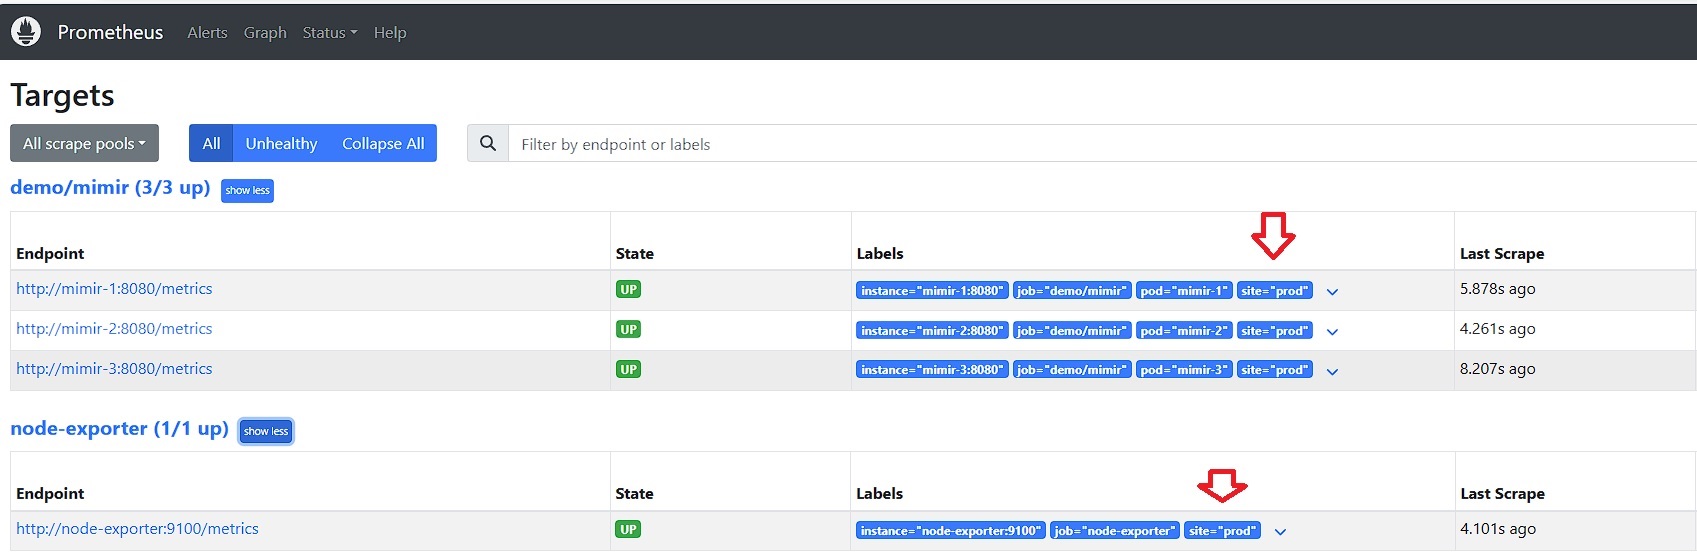 Prometheus Alerts Graph Status Help
Targets
All scrape pools All Unhealthy Collapse All Filter by endpoint or labels
demo/mimir (3/3 up) show less
Endpoint State Labels Last Scrape
http://mimir-1:8080/metrics UP instance="mimir-1:8080" job="demo/mimir" pod="mimir-1" site="prod" 5.878s ago
http://mimir-2:8080/metrics UP instance="mimir-2:8080" job="demo/mimir" pod="mimir-2" site="prod" 4.261s ago
http://mimir-3:8080/metrics UP instance="mimir-3:8080" job="demo/mimir" pod="mimir-3" site="prod" 8.207s ago
node-exporter (1/1 up) show less
Endpoint State Labels Last Scrape
http://node-exporter:9100/metrics UP instance="node-exporter:9100" job="node-exporter" site="prod" 4.101s ago